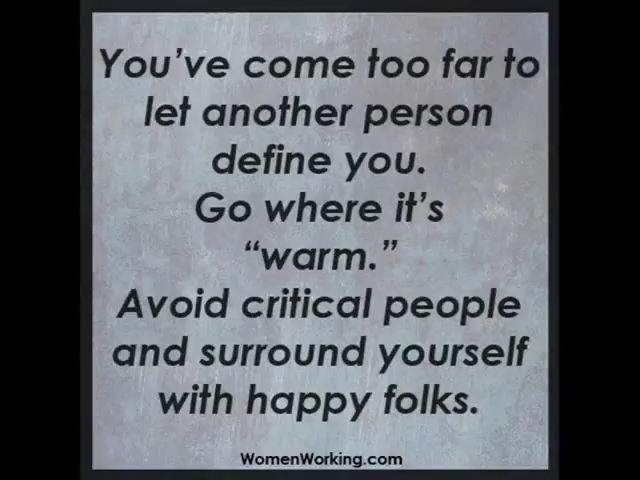 You’ve come too far to
let another person
define you.
Go where it’s
“warm.”
Avoid critical people
and surround yourself
with happy folks.
WomenWorking.com